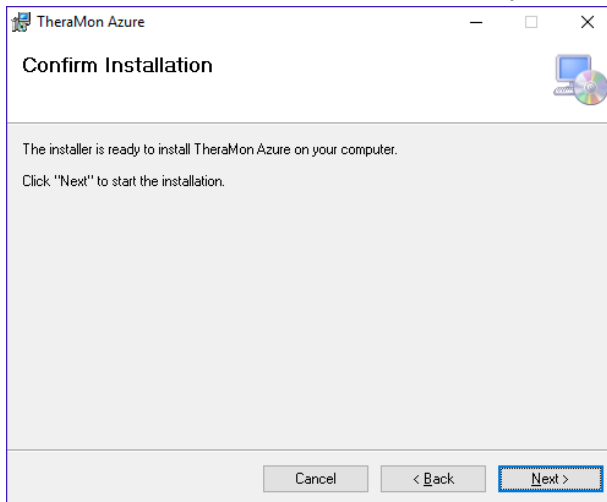 TheraMon Azure
Confirm Installation
The installer is ready to install TheraMon Azure on your computer.
Click "Next" to start the installation.
Cancel
< Back
Next >